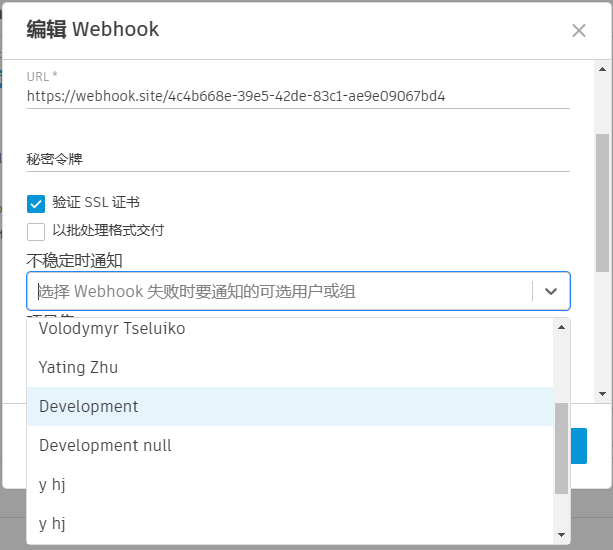 编辑 Webhook
URL *
https://webhook.site/4c4b668e-39e5-42de-83c1-ae9e09067bd4
秘密令牌
验证 SSL 证书
以批处理格式交付
不稳定时通知
选择 Webhook 失败时要通知的可选用户或组
Volodymyr Tseluiko
Yating Zhu
Development
Development null
y hj
y hj